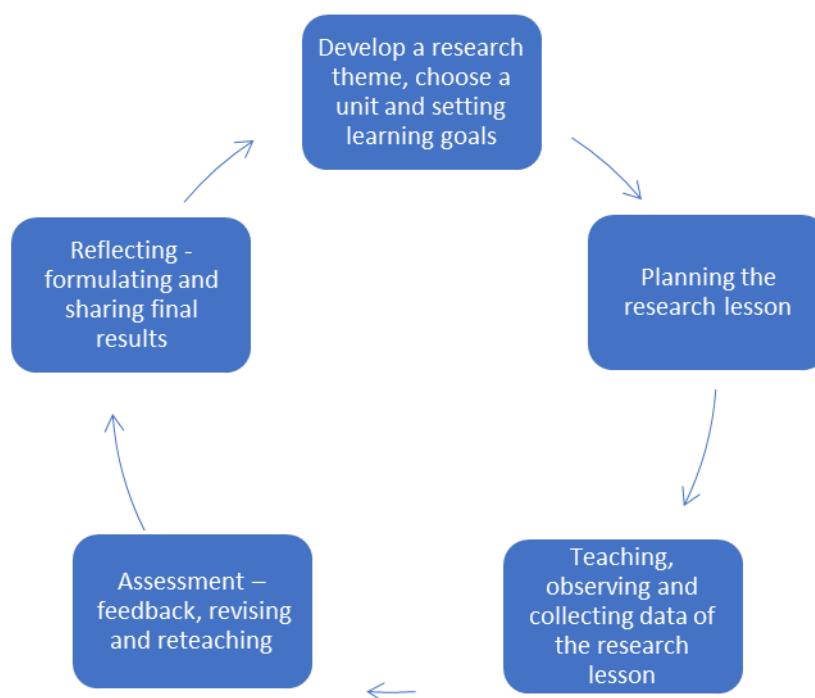 Develop a research
theme, choose a
unit and setting
learning goals
Planning the
research lesson
Teaching,
observing and
collecting data of
the research
lesson
Assessment –
feedback, revising
and reteaching
Reflecting -
formulating and
sharing final
results